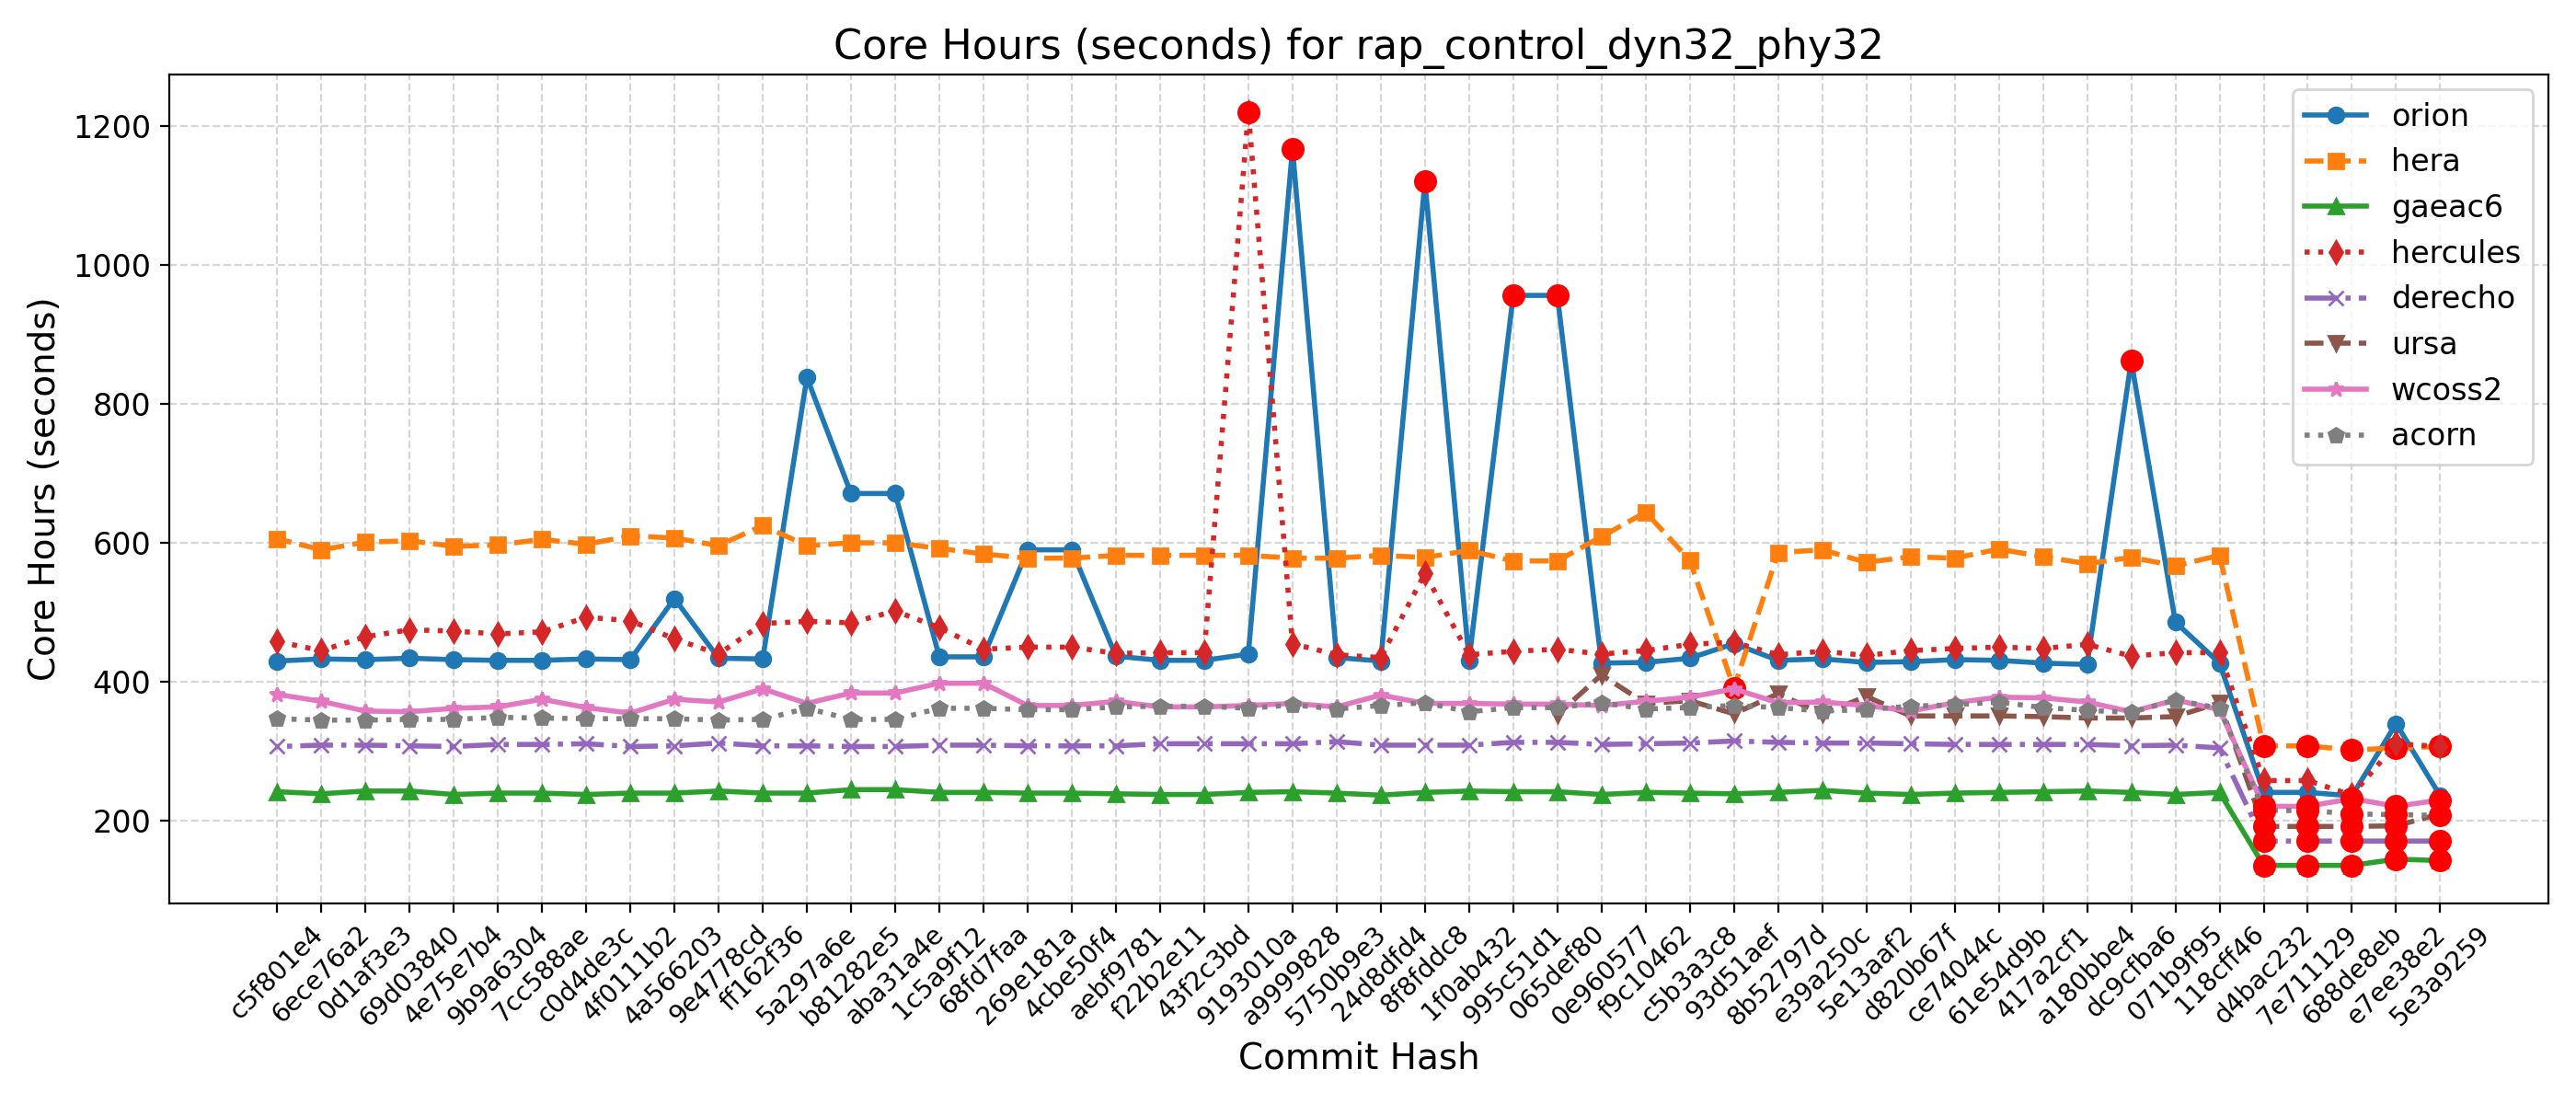 Core Hours (seconds) for rap_control_dyn32_phy32
Core Hours (seconds)
1200
1000
800
600
400
200
orion
hera
gaeac6
hercules
derecho
ursa
wcoss2
acorn
c5f801e4
6ece76a2
0d1af3e3
69d03840
4e75e7b4
9b9a6304
7cc588ae
c0d4de3c
4f0111b2
4a566203
9e4778cd
ff162f36
5a297a6e
b81282e5
aba31a4e
1c5a9f12
68fd7faa
269e181a
4cbe50f4
aebf9781
f22b2e11
43f2c3bd
9193010a
a9999828
5750b9e3
24d8dfd4
8f8fddc8
1f0ab432
995c51d1
065def80
0e960577
f9c10462
c5b3a3c8
93d51aef
8b52797d
e39a250c
5e13aaf2
d820b67f
ce74044c
61e54d9b
417a2cf1
a180bbe4
dc9cfba6
071b9f95
118cff46
d4bac232
7e711129
688de8eb
e7ee38e2
5e3a9259
Commit Hash